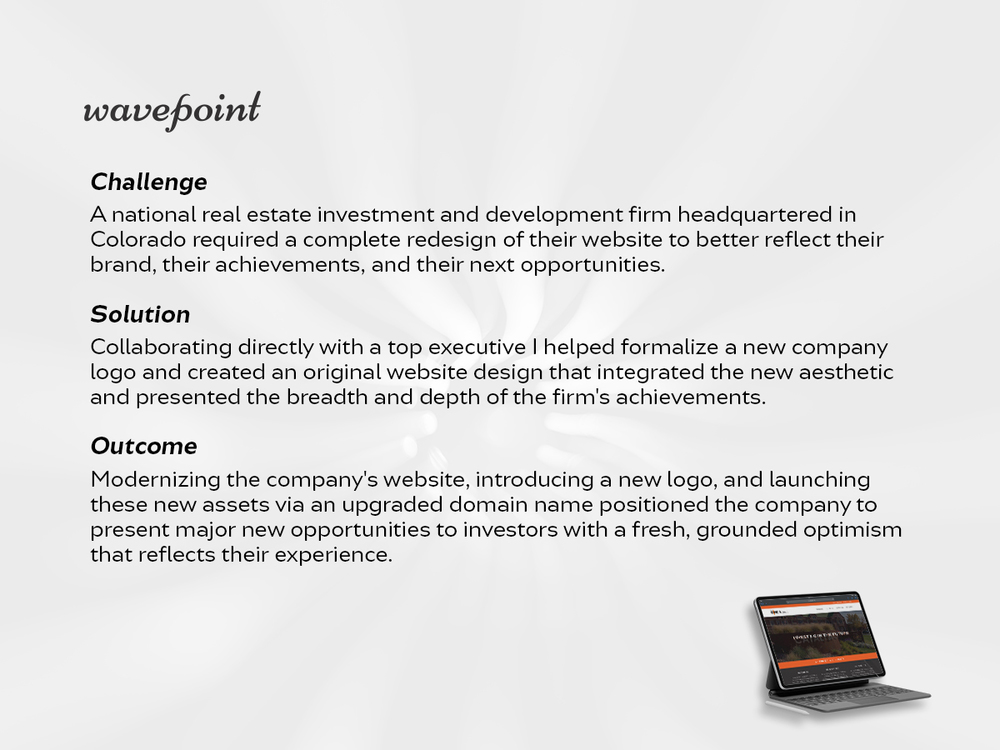 wavepoint
Challenge
A national real estate investment and development firm headquartered in
Colorado required a complete redesign of their website to better reflect their
brand, their achievements, and their next opportunities.
Solution
Collaborating directly with a top executive I helped formalize a new company
logo and created an original website design that integrated the new aesthetic
and presented the breadth and depth of the firm's achievements.
Outcome
Modernizing the company's website, introducing a new logo, and launching
these new assets via an upgraded domain name positioned the company to
present major new opportunities to investors with a fresh, grounded optimism
that reflects their experience.